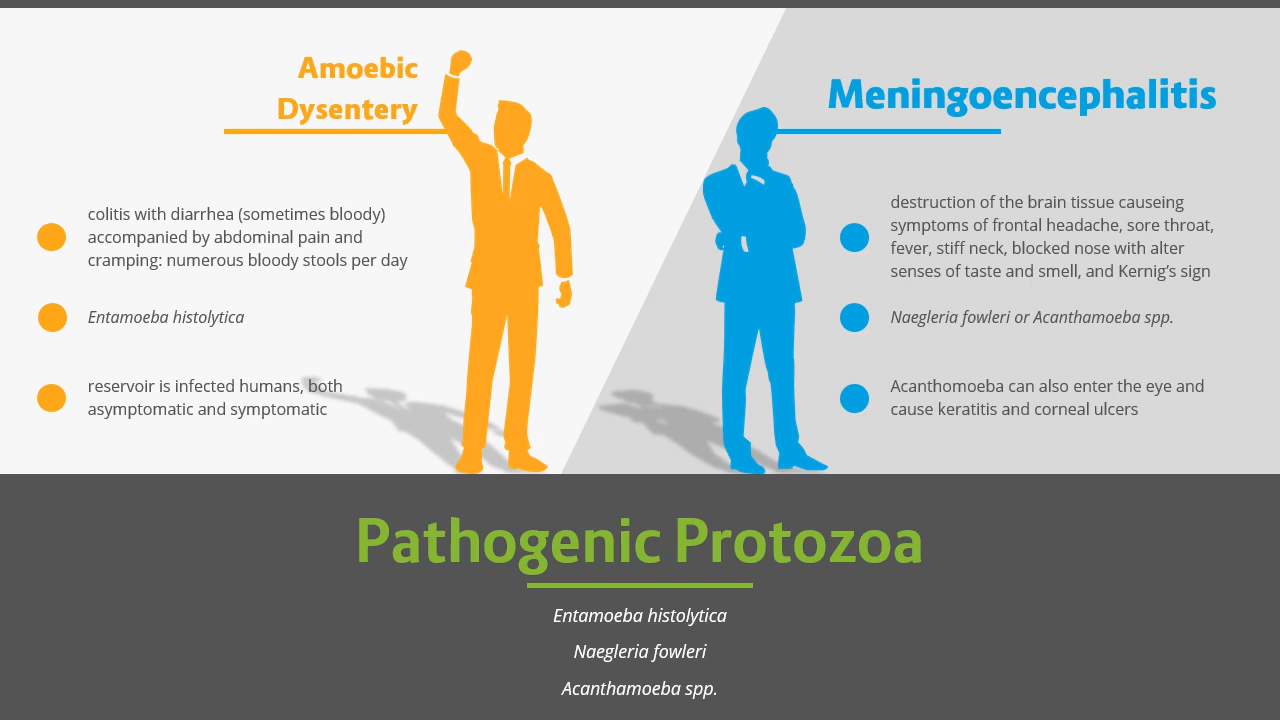 Amoebic
Dysentery
colitis with diarrhea (sometimes bloody)
accompanied by abdominal pain and
cramping: numerous bloody stools per day
Entamoeba histolytica
reservoir is infected humans, both
asymptomatic and symptomatic
Meningoencephalitis
destruction of the brain tissue causeing
symptoms of frontal headache, sore throat,
fever, stiff neck, blocked nose with alter
senses of taste and smell, and Kernig’s sign
Naegleria fowleri or Acanthamoeba spp.
Acanthomoeba can also enter the eye and
cause keratitis and corneal ulcers
Pathogenic Protozoa
Entamoeba histolytica
Naegleria fowleri
Acanthamoeba spp.